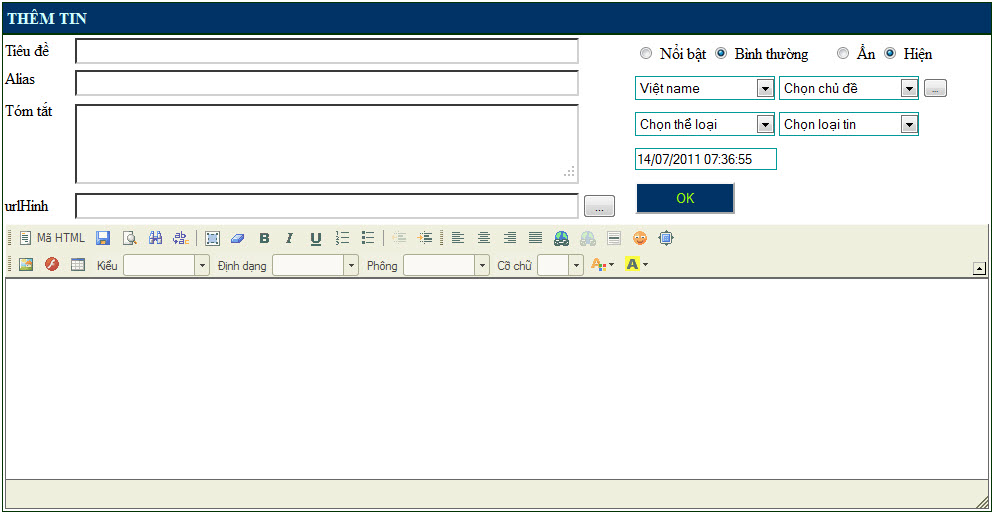 THÊM TIN
Tiêu đề
Nổi bật Bình thường Ẩn Hiện
Alias
Việt name Chọn chủ đề ...
Tóm tắt
Chọn thể loại Chọn loại tin
14/07/2011 07:36:55
urlHinh ... OK
Mã HTML B I U
Kiểu Định dạng Phông Cỡ chữ A A